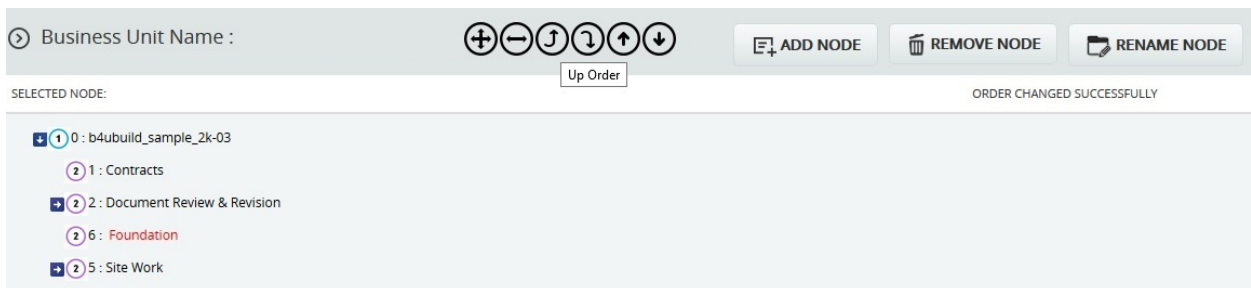 Business Unit Name :
ADD NODE
REMOVE NODE
RENAME NODE
Up Order
SELECTED NODE:
ORDER CHANGED SUCCESSFULLY
1 0 : b4ubuild_sample_2k-03
2 1 : Contracts
2 2 : Document Review & Revision
2 6 : Foundation
2 5 : Site Work